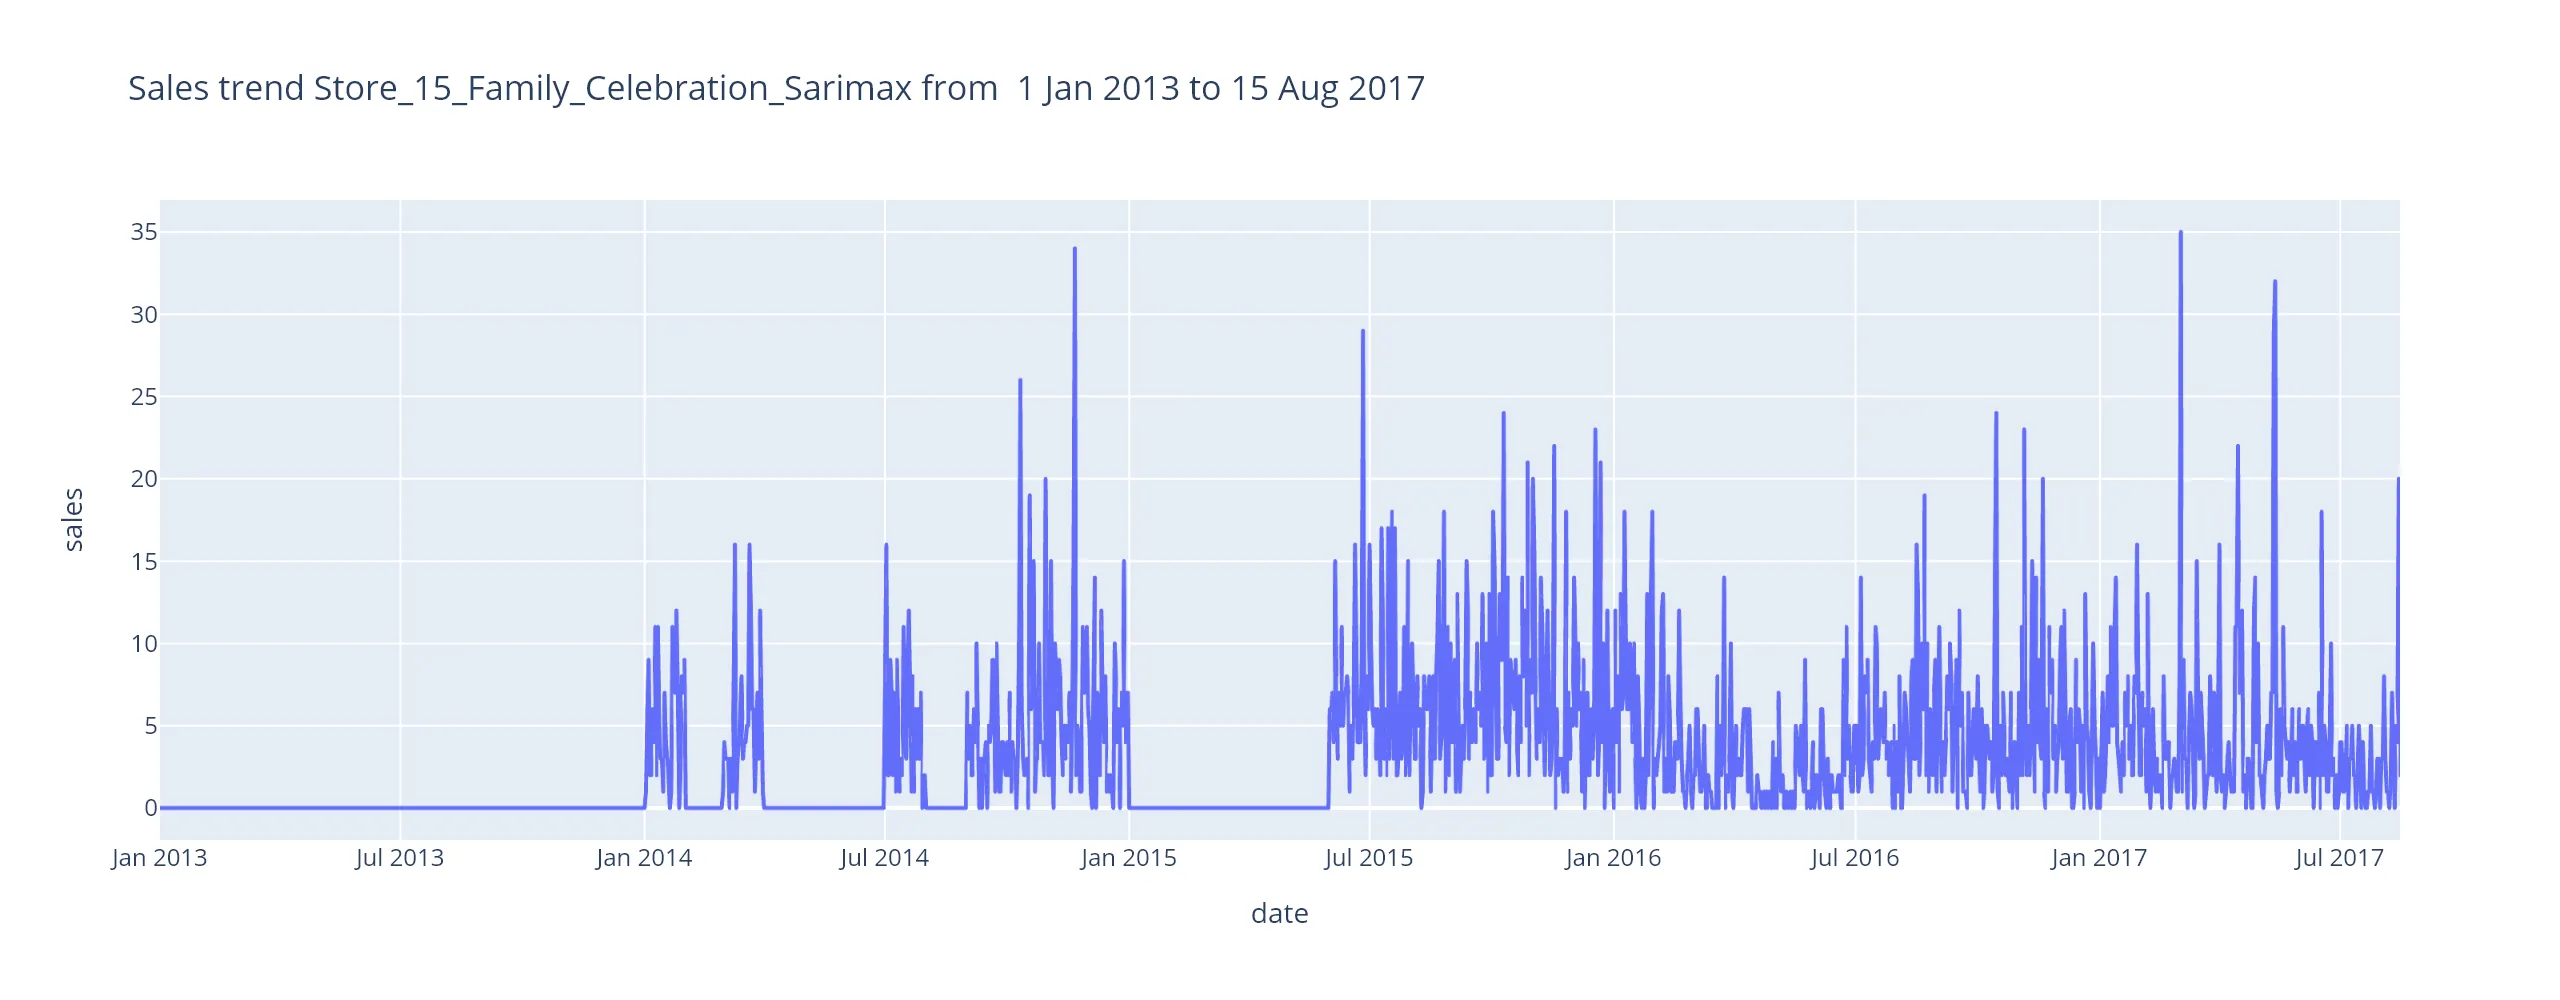 Sales trend Store_15_Family_Celebration_Sarimax from  1 Jan 2013 to 15 Aug 2017
35
30
25
20
15
10
5
0
sales
Jan 2013 Jul 2013 Jan 2014 Jul 2014 Jan 2015 Jul 2015 Jan 2016 Jul 2016 Jan 2017 Jul 2017
date